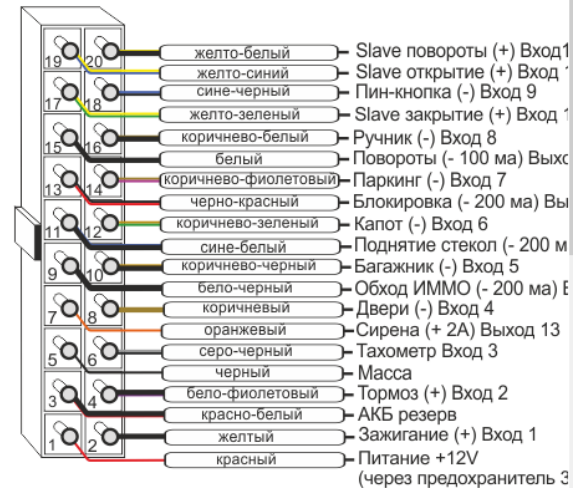 19 20 желто-белый Slave повороты (+) Вход1
желто-синий Slave открытие (+) Вход
17 18 сине-черный Пин-кнопка (-) Вход 9
желто-зеленый Slave закрытие (+) Вход 1
15 16 коричнево-белый Ручник (-) Вход 8
белый Повороты (- 100 ма) Вых
13 14 коричнево-фиолетовый Паркинг (-) Вход 7
черно-красный Блокировка (- 200 ма) Вы
11 12 коричнево-зеленый Капот (-) Вход 6
сине-белый Поднятие стекол (- 200 м
9 10 коричнево-черный Багажник (-) Вход 5
бело-черный Обход ИММО (- 200 ма)
7 8 коричневый Двери (-) Вход 4
оранжевый Сирена (+ 2А) Выход 13
5 6 серо-черный Тахометр Вход 3
черный Масса
3 4 бело-фиолетовый Тормоз (+) Вход 2
красно-белый АКБ резерв
1 2 желтый Зажигание (+) Вход 1
красный Питание +12V
(через предохранитель 3